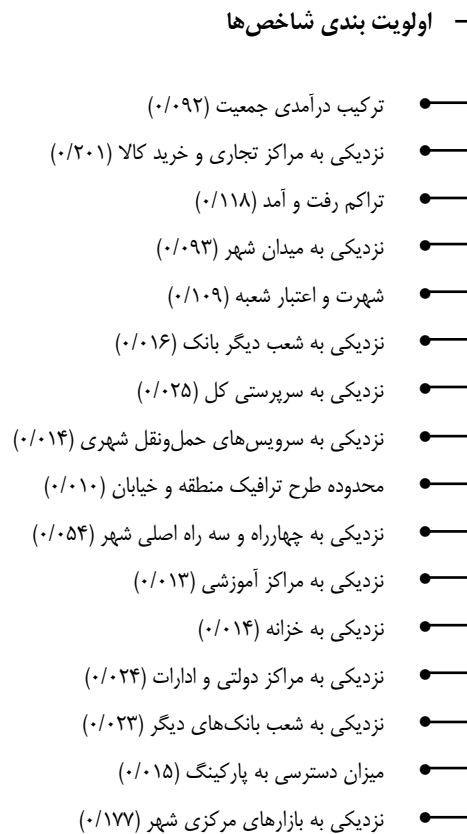 - اولویت بندی شاخص‌ها
ترکیب درآمدی جمعیت (۰/۰۹۲)
نزدیکی به مراکز تجاری و خرید کالا (۰/۲۰۱)
تراکم رفت و آمد (۰/۱۱۸)
نزدیکی به میدان شهر (۰/۰۹۳)
شهرت و اعتبار شعبه (۰/۱۰۹)
نزدیکی به شعب دیگر بانک (۰/۰۱۶)
نزدیکی به سرپرستی کل (۰/۰۲۵)
نزدیکی به سرویس‌های حمل‌ونقل شهری (۰/۰۱۴)
محدوده طرح ترافیک منطقه و خیابان (۰/۰۱۰)
نزدیکی به چهارراه و سه راه اصلی شهر (۰/۰۵۴)
نزدیکی به مراکز آموزشی (۰/۰۱۳)
نزدیکی به خزانه (۰/۰۱۴)
نزدیکی به مراکز دولتی و ادارات (۰/۰۲۴)
نزدیکی به شعب بانک‌های دیگر (۰/۰۲۳)
میزان دسترسی به پارکینگ (۰/۰۱۵)
نزدیکی به بازارهای مرکزی شهر (۰/۱۷۷)